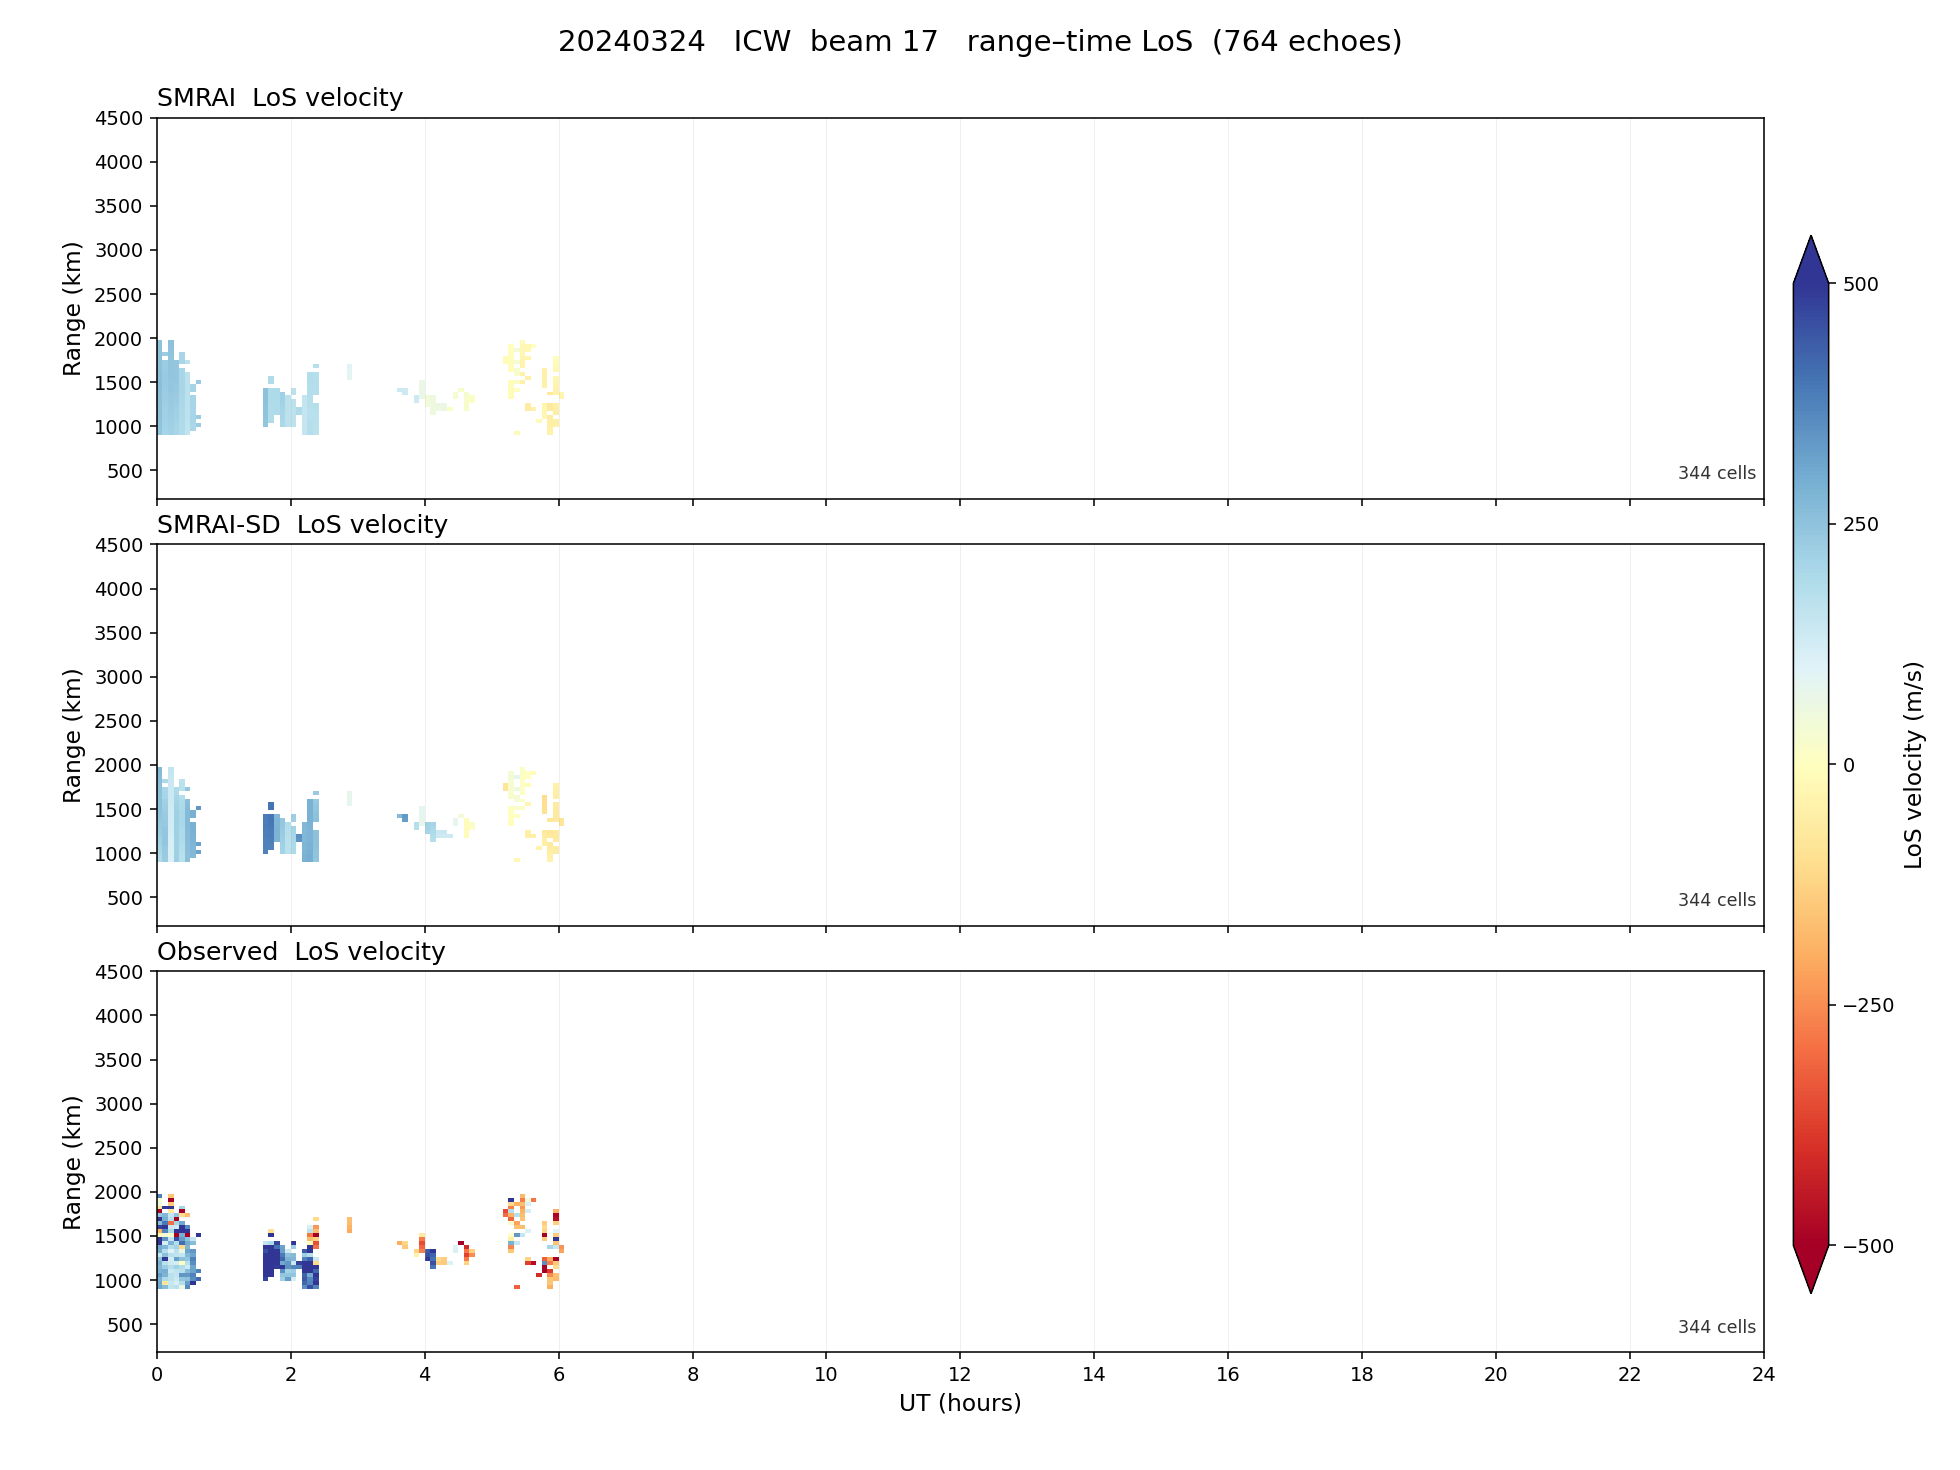 20240324   ICW  beam 17   range–time LoS  (764 echoes)
SMRAI  LoS velocity
4500
4000
3500
3000
2500
2000
1500
1000
500
Range (km)
344 cells
SMRAI-SD  LoS velocity
4500
4000
3500
3000
2500
2000
1500
1000
500
Range (km)
344 cells
Observed  LoS velocity
4500
4000
3500
3000
2500
2000
1500
1000
500
Range (km)
344 cells
0 2 4 6 8 10 12 14 16 18 20 22 24
UT (hours)
500
250
0
−250
−500
LoS velocity (m/s)